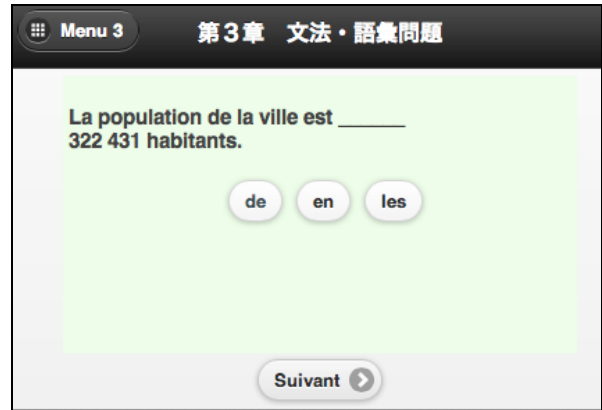 Menu 3
第３章　文法・語彙問題
La population de la ville est ______
322 431 habitants.
de en les
Suivant